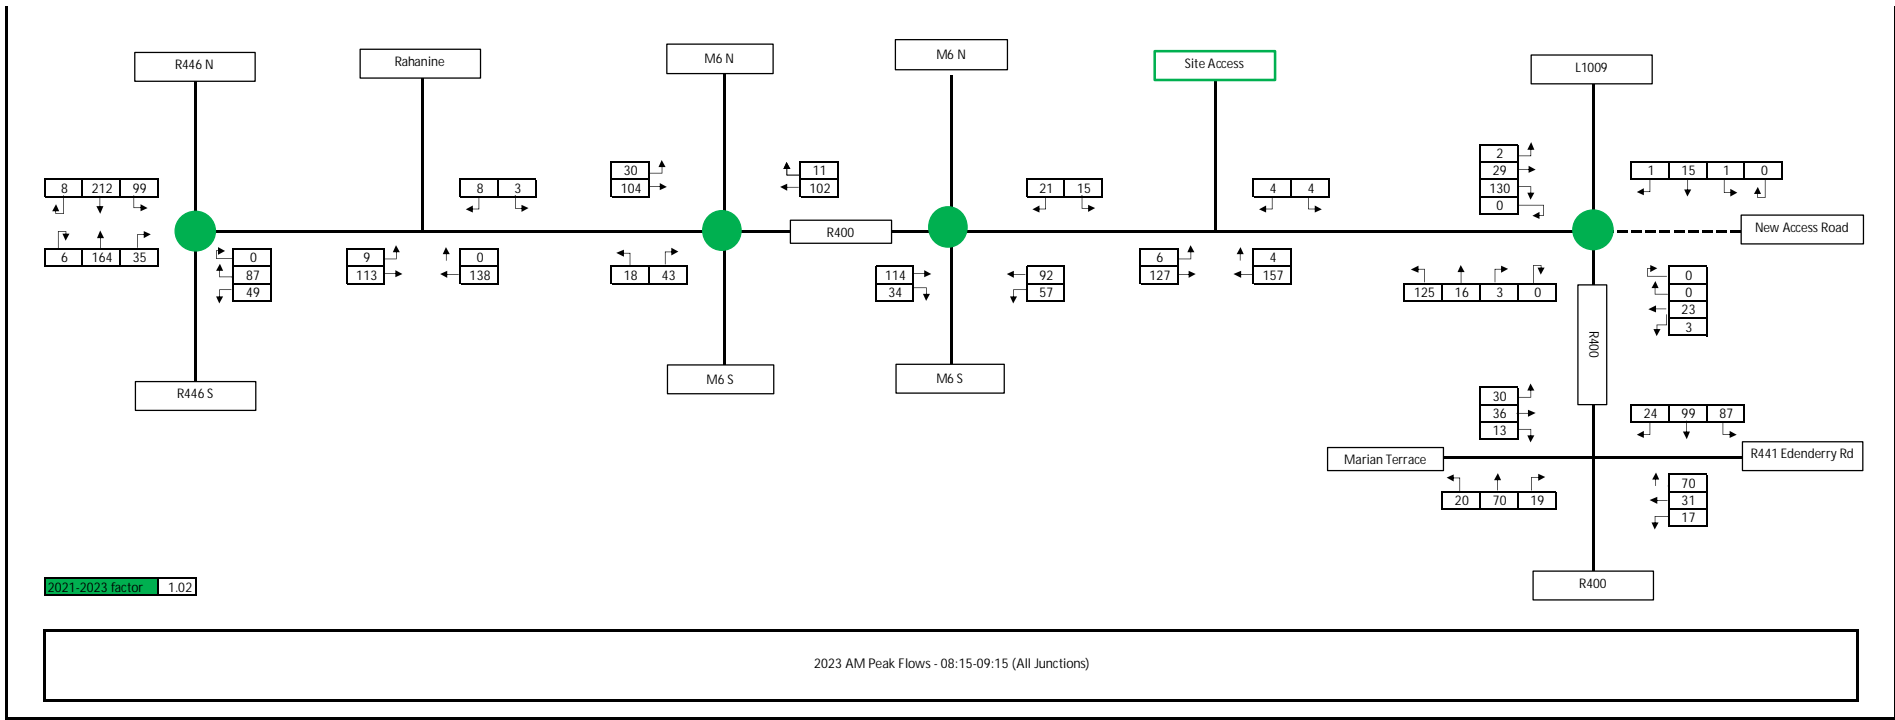 R446 N
Rahanine
M6 N
M6 N
Site Access
L1009
8 212 99
8 3
30
104
11
102
21 15
4 4
2
29
130
0
1 15 1 0
R400
New Access Road
6 164 35
0
87
49
9
113
0
138
18 43
114
34
92
57
6
127
4
157
125 16 3 0
0
0
23
3
R400
R446 S
M6 S
M6 S
30
36
13
24 99 87
Marian Terrace
R441 Edenderry Rd
20 70 19
70
31
17
R400
2021-2023 factor 1.02
2023 AM Peak Flows - 08:15-09:15 (All Junctions)